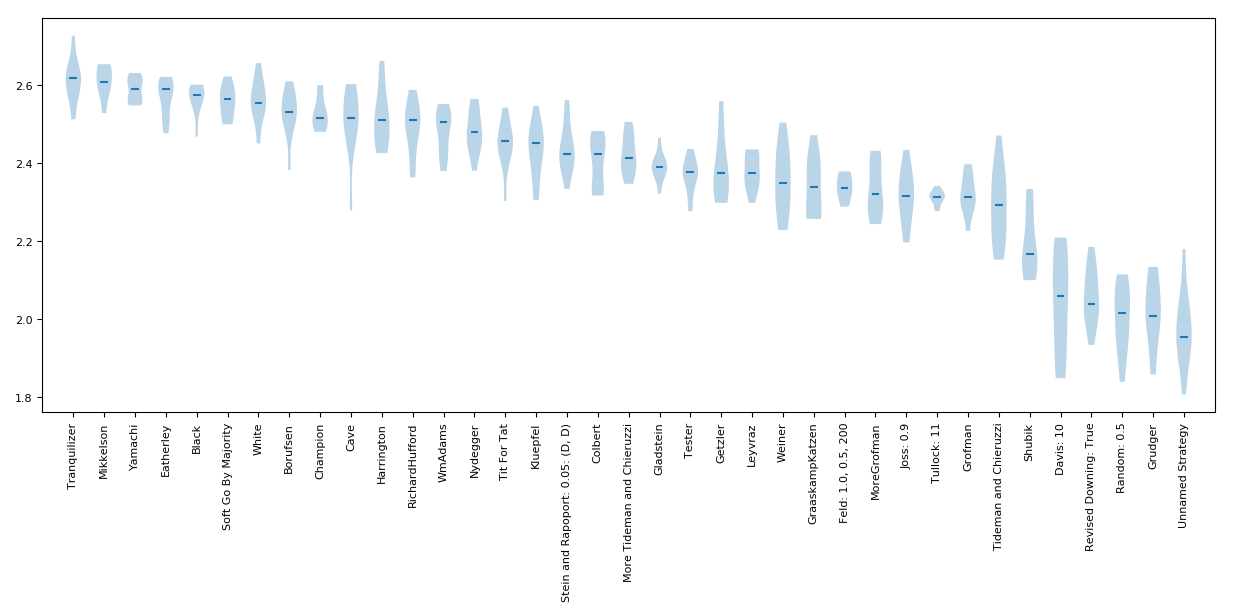 2.6
2.4
2.2
2.0
1.8
Tranquilizer
Mikkelson
Yamachi
Eatherley
Black
Soft Go By Majority
White
Borufsen
Champion
Cave
Harrington
RichardHufford
WmAdams
Nydegger
Tit For Tat
Kluepfel
Stein and Rapoport: 0.05: (D, D)
Colbert
More Tideman and Chieruzzi
Gladstein
Tester
Getzler
Leyvraz
Weiner
GraaskampKatzen
Feld: 1.0, 0.5, 200
MoreGrofman
Joss: 0.9
Tullock: 11
Grofman
Tideman and Chieruzzi
Shubik
Davis: 10
Revised Downing: True
Random: 0.5
Grudger
Unnamed Strategy